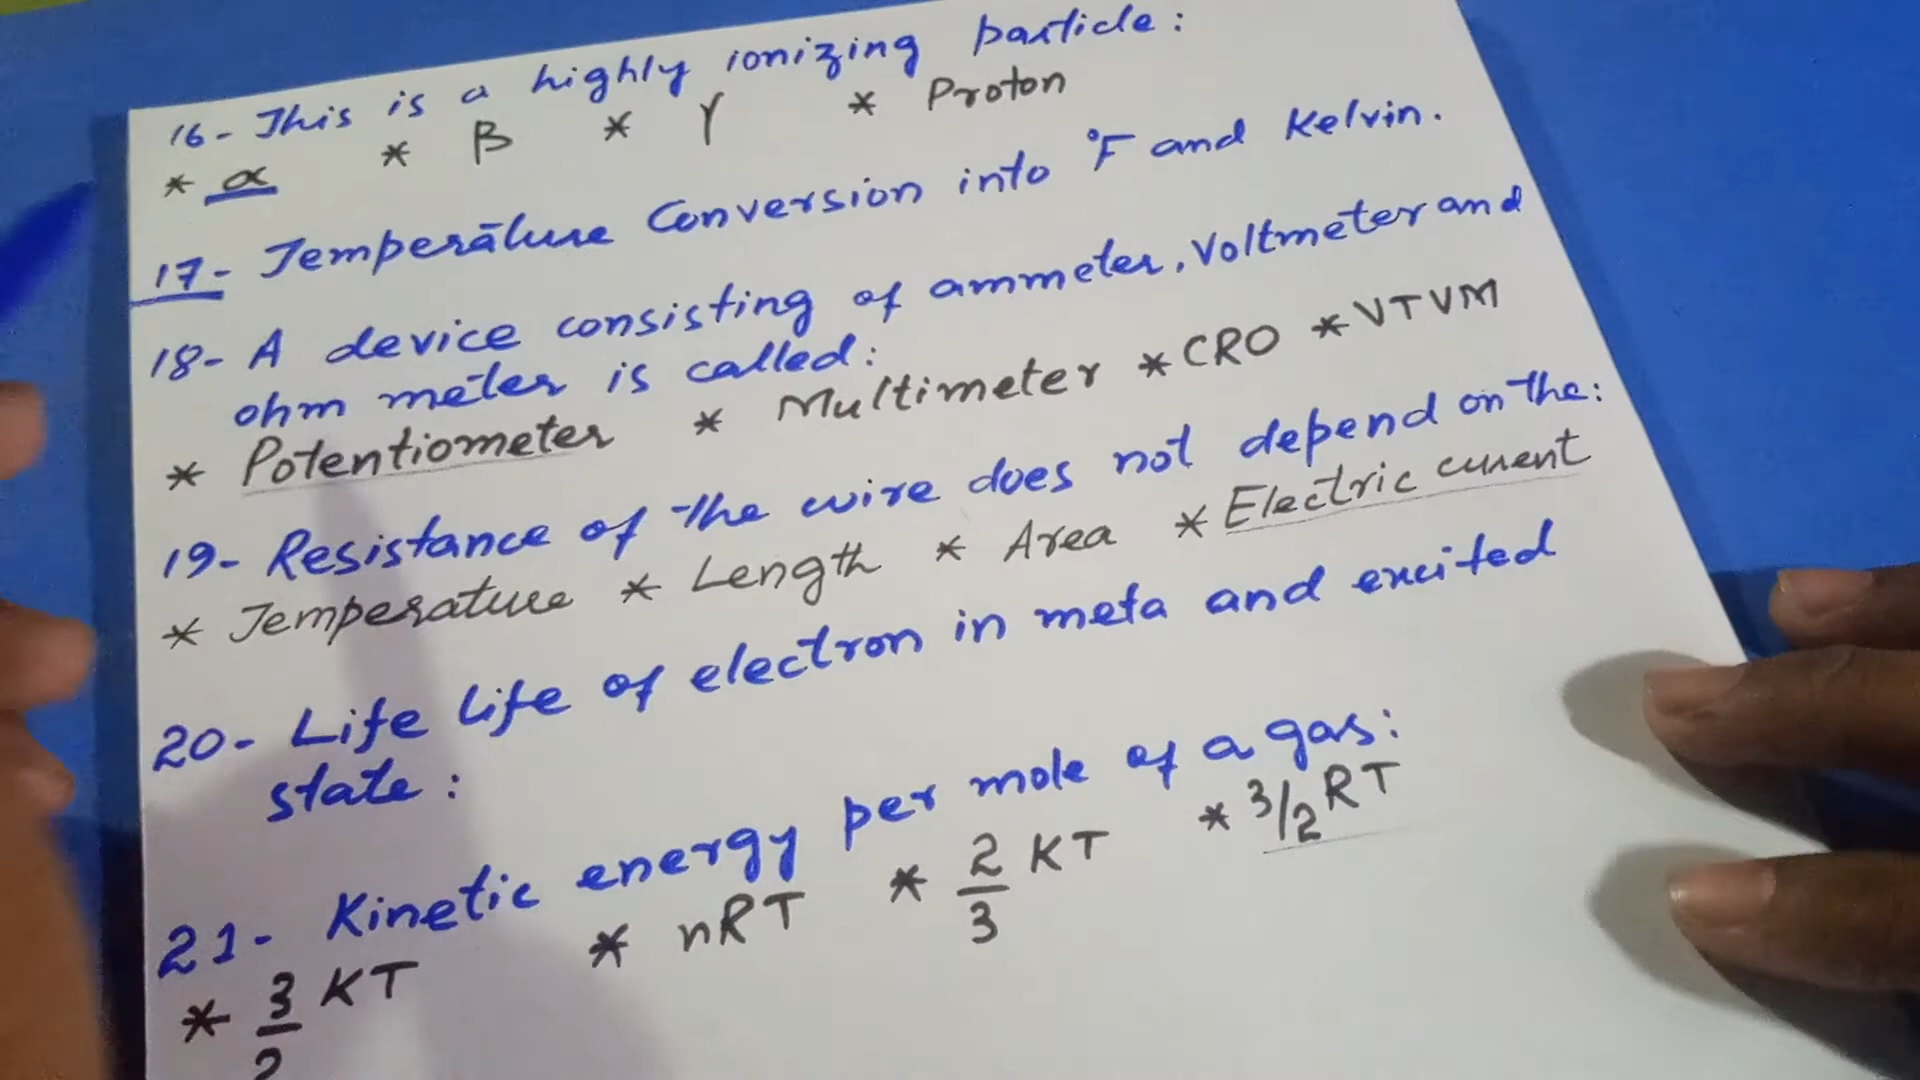 16- This is a highly ionizing particle:
* α * β * γ * Proton
17- Temperature Conversion into °F and Kelvin.
18- A device consisting of ammeter, Voltmeter and
ohm meter is called:
* Potentiometer * Multimeter * CRO * VTVM
19- Resistance of the wire does not depend on the:
* Temperature * Length * Area * Electric current
20- Life life of electron in meta and excited
state:
21- Kinetic energy per mole of a gas:
* 3/2 KT * nRT * 2/3 KT * 3/2 RT